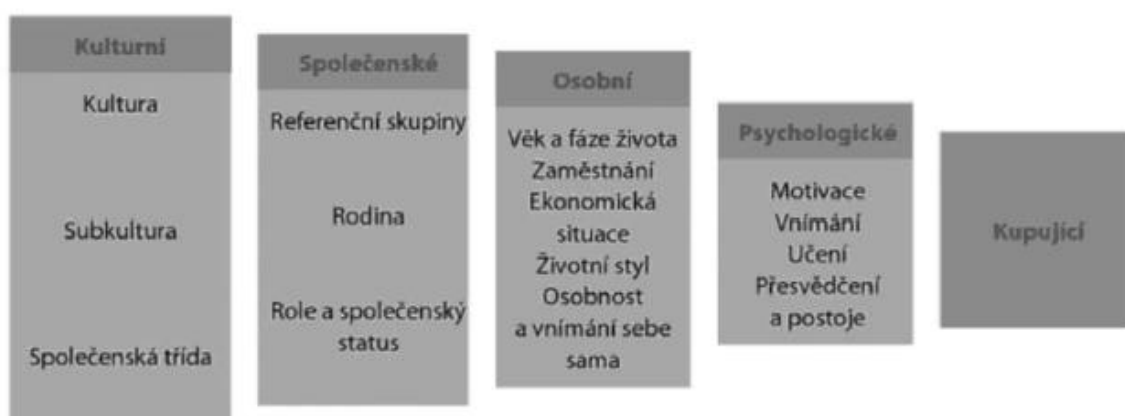 Kulturní
Kultura
Subkultura
Společenská třída
Společenské
Referenční skupiny
Rodina
Role a společenský
status
Osobní
Věk a fáze života
Zaměstnání
Ekonomická
situace
Životní styl
Osobnost
a vnímání sebe
sama
Psychologické
Motivace
Vnímání
Učení
Přesvědčení
a postoje
Kupující